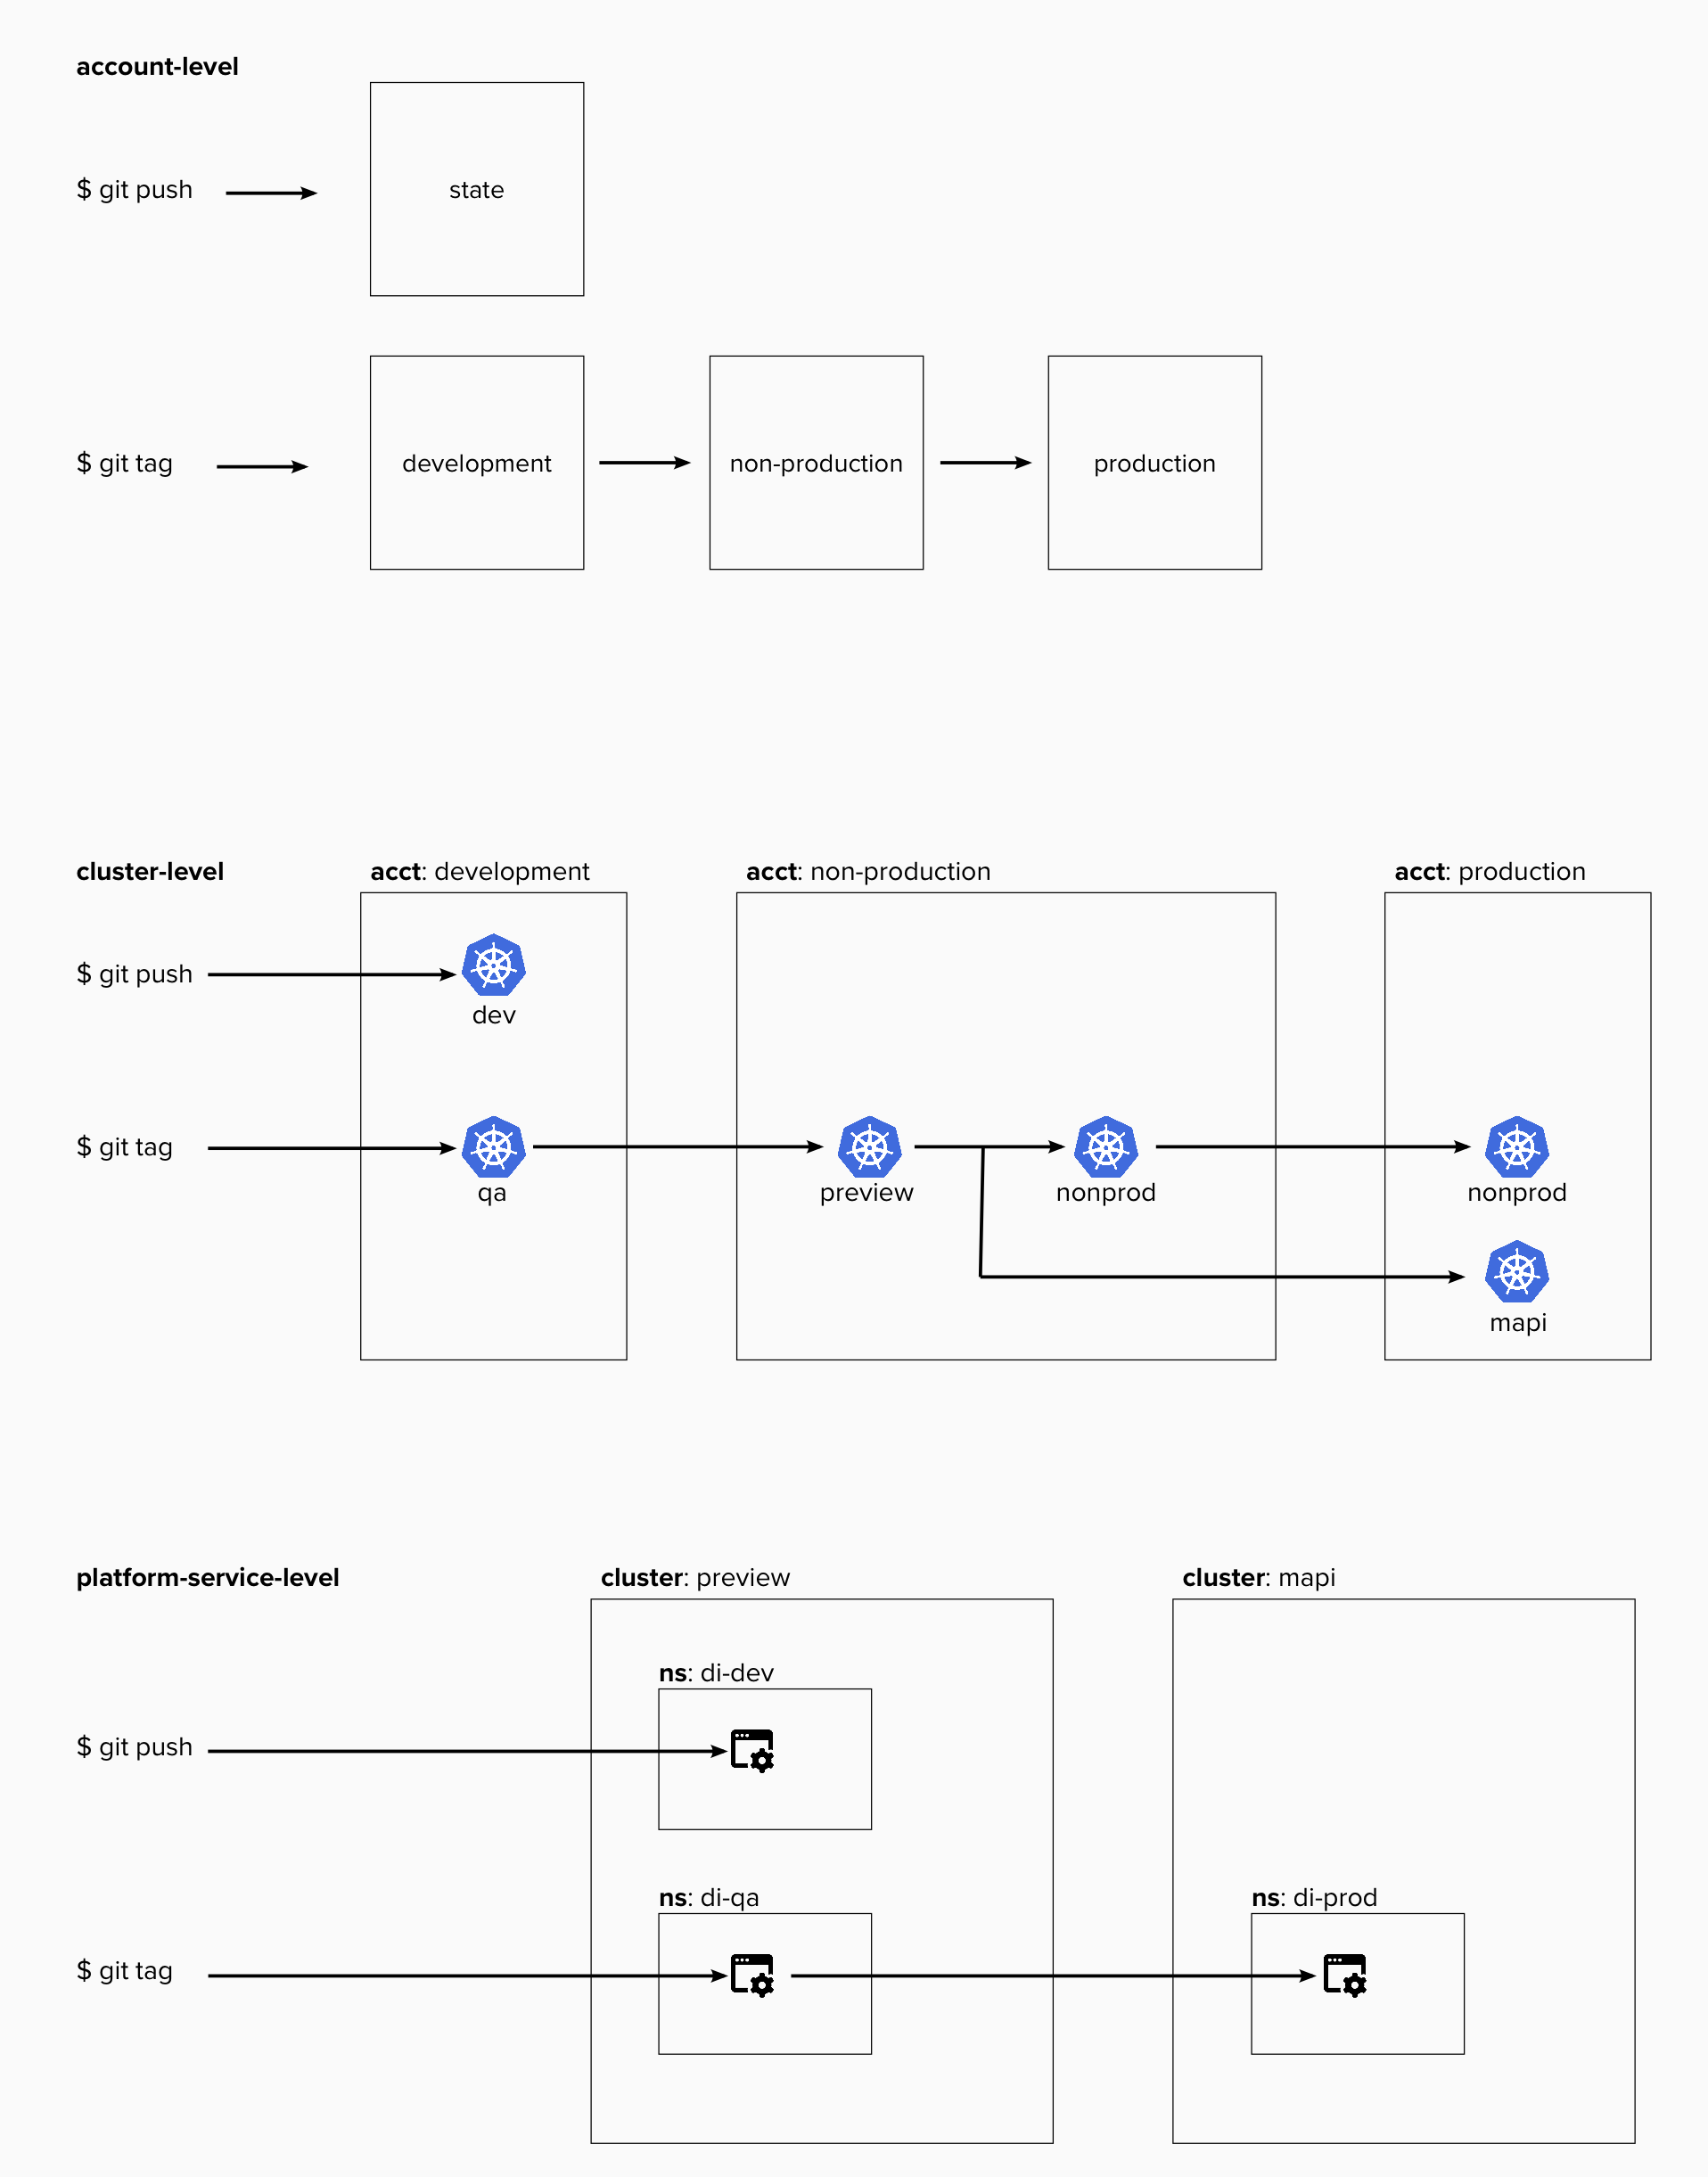 account-level
$ git push
state
$ git tag
development
non-production
production
cluster-level
acct: development
acct: non-production
acct: production
$ git push
dev
$ git tag
qa
preview
nonprod
nonprod
mapi
platform-service-level
cluster: preview
cluster: mapi
ns: di-dev
$ git push
ns: di-qa
ns: di-prod
$ git tag